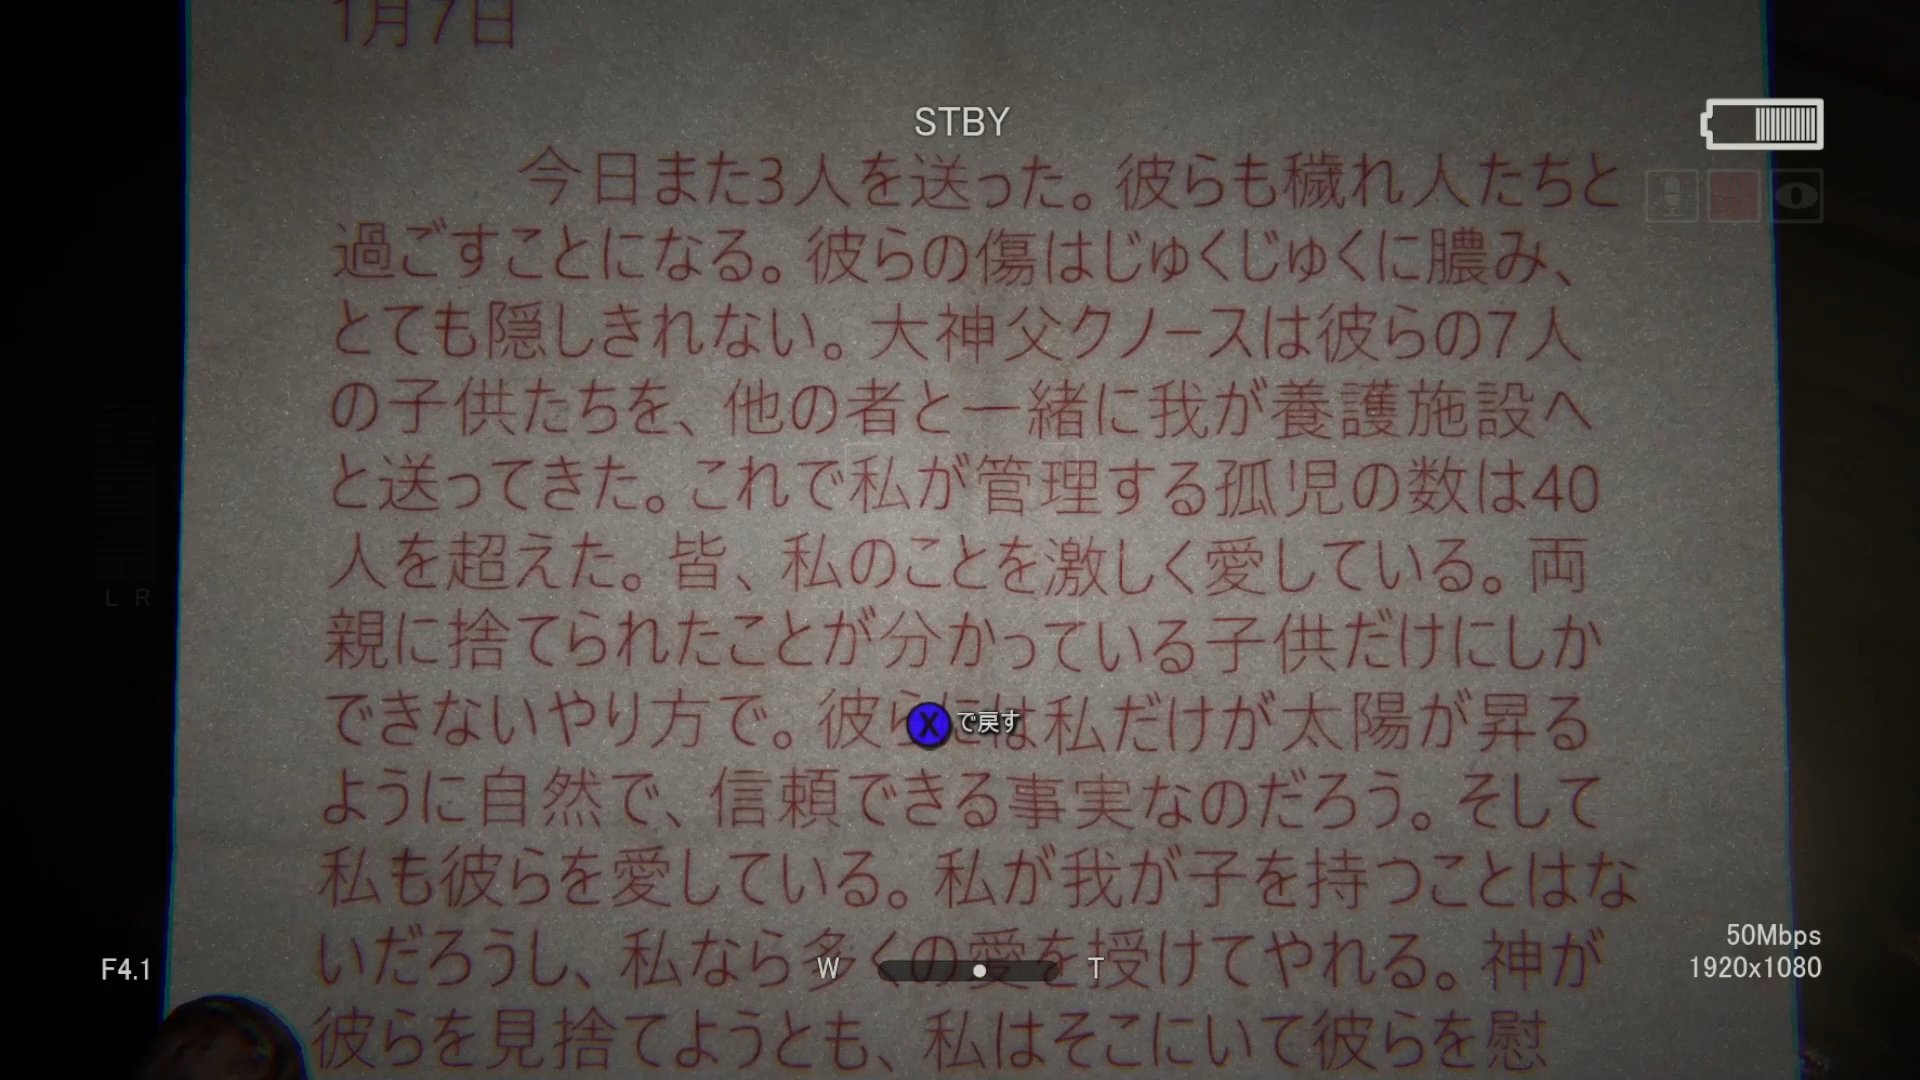 1月7日
STBY
今日また3人を送った。彼らも穢れ人たちと
過ごすことになる。彼らの傷はじゅくじゅくに膿み、
とても隠しきれない。大神父クノースは彼らの7人
の子供たちを、他の者と一緒に我が養護施設へ
と送ってきた。これで私が管理する孤児の数は40
人を超えた。皆、私のことを激しく愛している。両
L R
親に捨てられたことが分かっている子供だけにしか
できないやり方で。彼らには私だけが太陽が昇る
X で戻す
ように自然で、信頼できる事実なのだろう。そして
私も彼らを愛している。私が我が子を持つことはな
いだろうし、私なら多くの愛を授けてやれる。神が
W T
F4.1
50Mbps
1920x1080
彼らを見捨てようとも、私はそこにいて彼らを慰